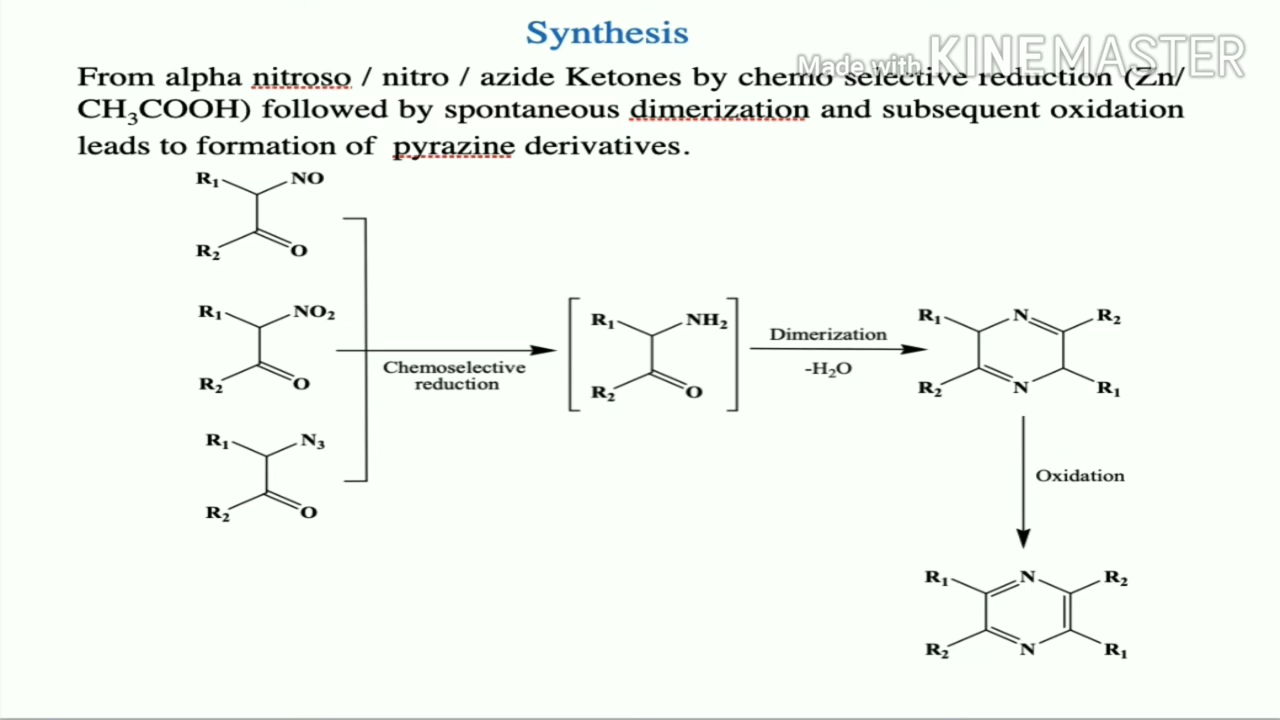 Synthesis
Made with KINEMASTER
From alpha nitroso / nitro / azide Ketones by chemo selective reduction (Zn/
CH₃COOH) followed by spontaneous dimerization and subsequent oxidation
leads to formation of pyrazine derivatives.
R₁ NO
R₂ O
R₁ NO₂
R₂ O
R₁ N₃
R₂ O
Chemoselective
reduction
R₁ NH₂
R₂ O
Dimerization
-H₂O
R₁ N R₂
R₂ N R₁
Oxidation
R₁ N R₂
R₂ N R₁